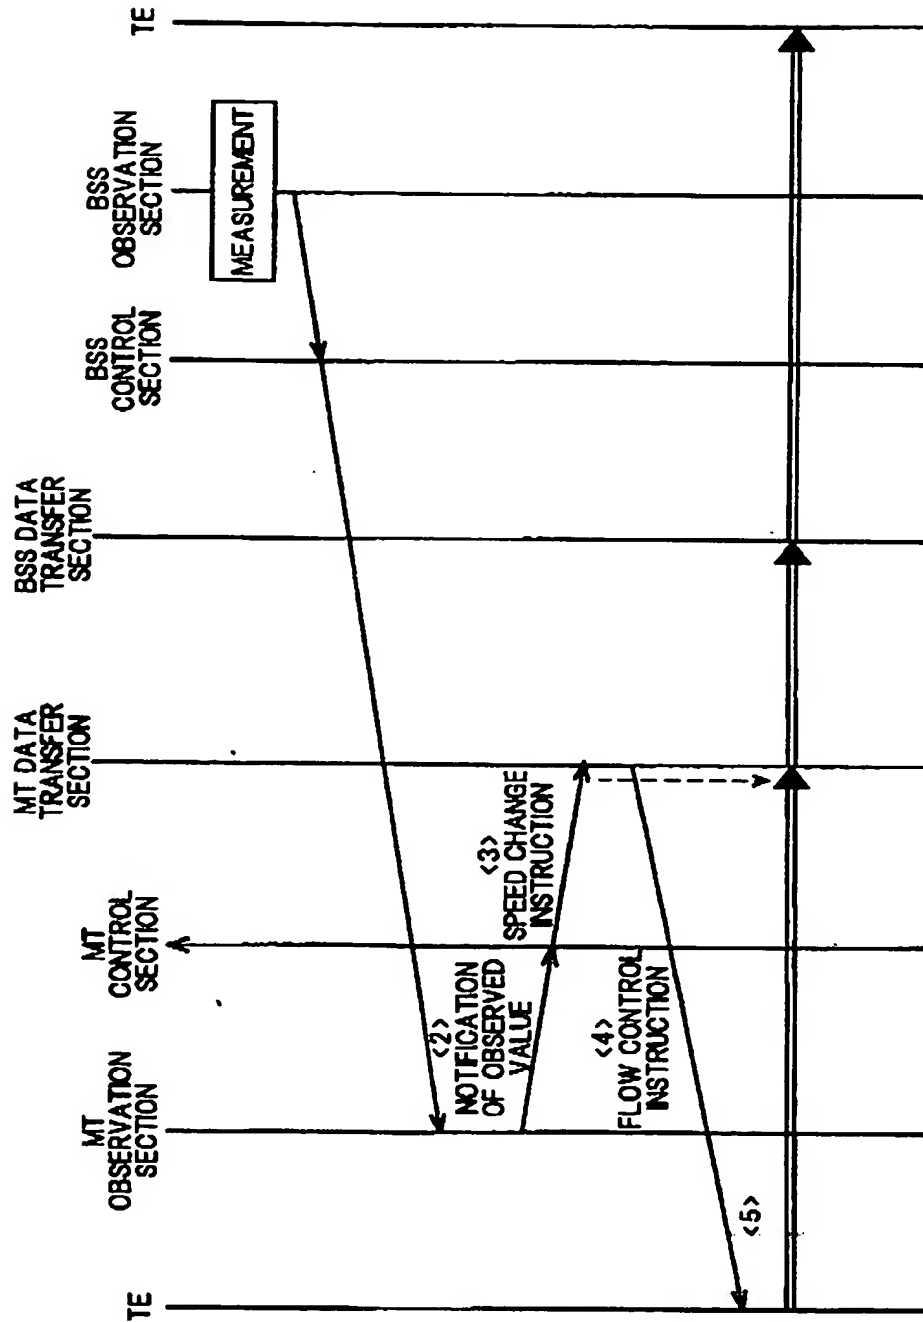 TE
MT
OBSERVATION
SECTION
MT
CONTROL
SECTION
MT DATA
TRANSFER
SECTION
BSS DATA
TRANSFER
SECTION
BSS
CONTROL
SECTION
BSS
OBSERVATION
SECTION
TE
MEASUREMENT
<2>
NOTIFICATION
OF OBSERVED
VALUE
<3>
SPEED CHANGE
INSTRUCTION
<4>
FLOW CONTROL
INSTRUCTION
<5>